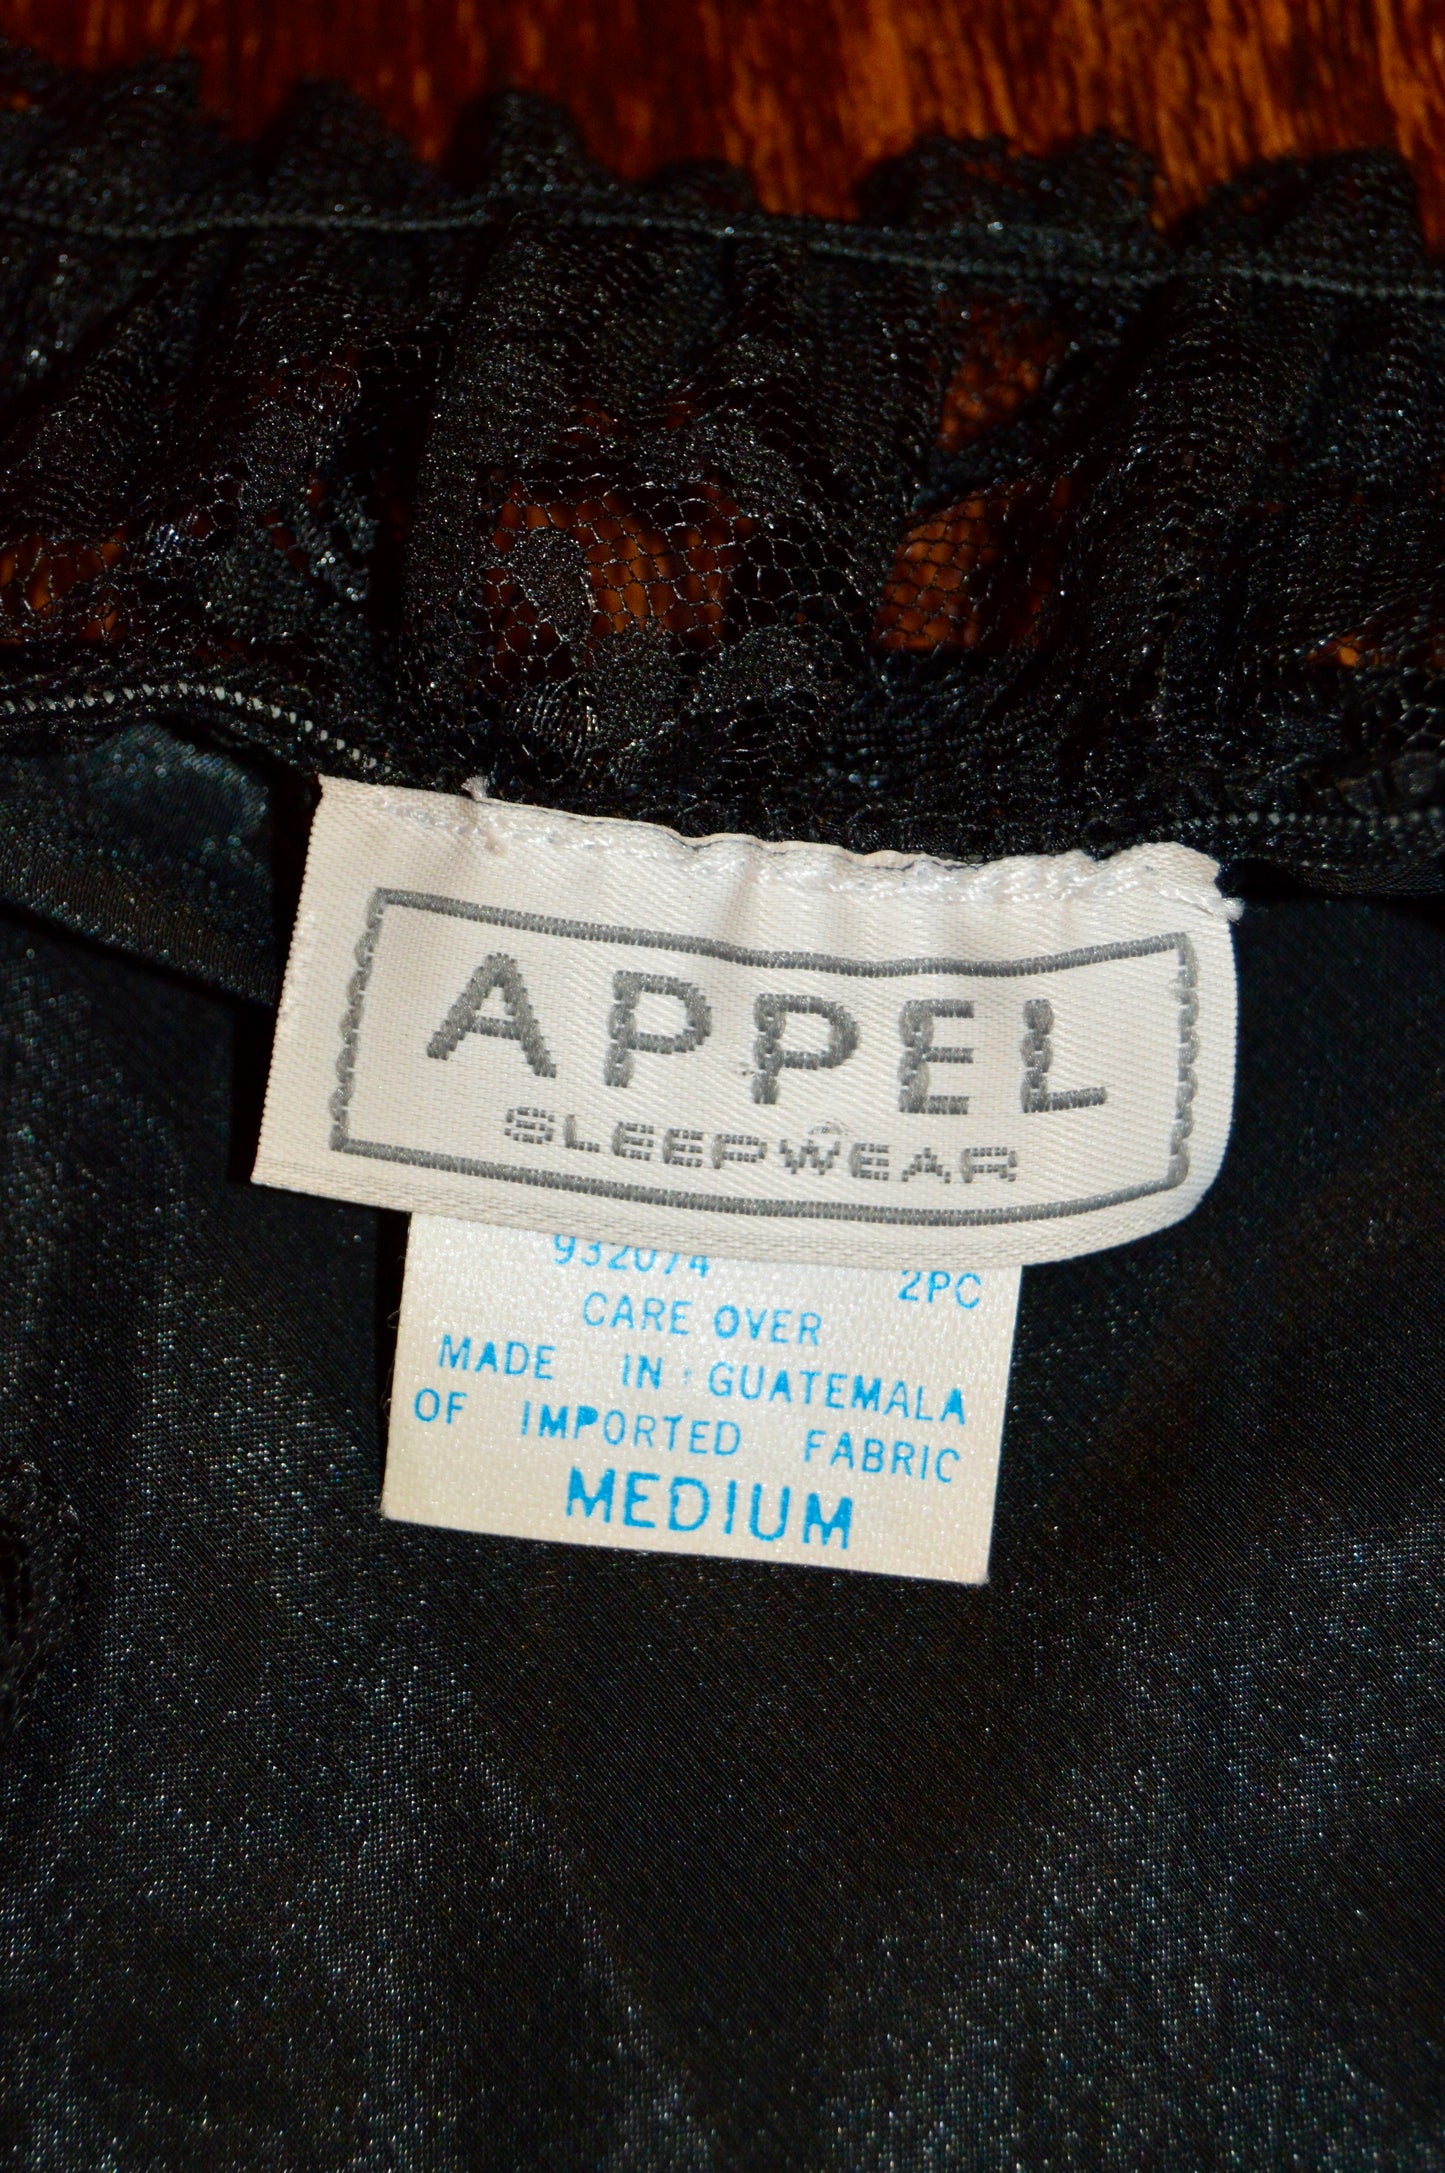 APPEL
SLEEPWEAR
932074 2PC
CARE OVER
MADE IN GUATEMALA
OF IMPORTED FABRIC
MEDIUM